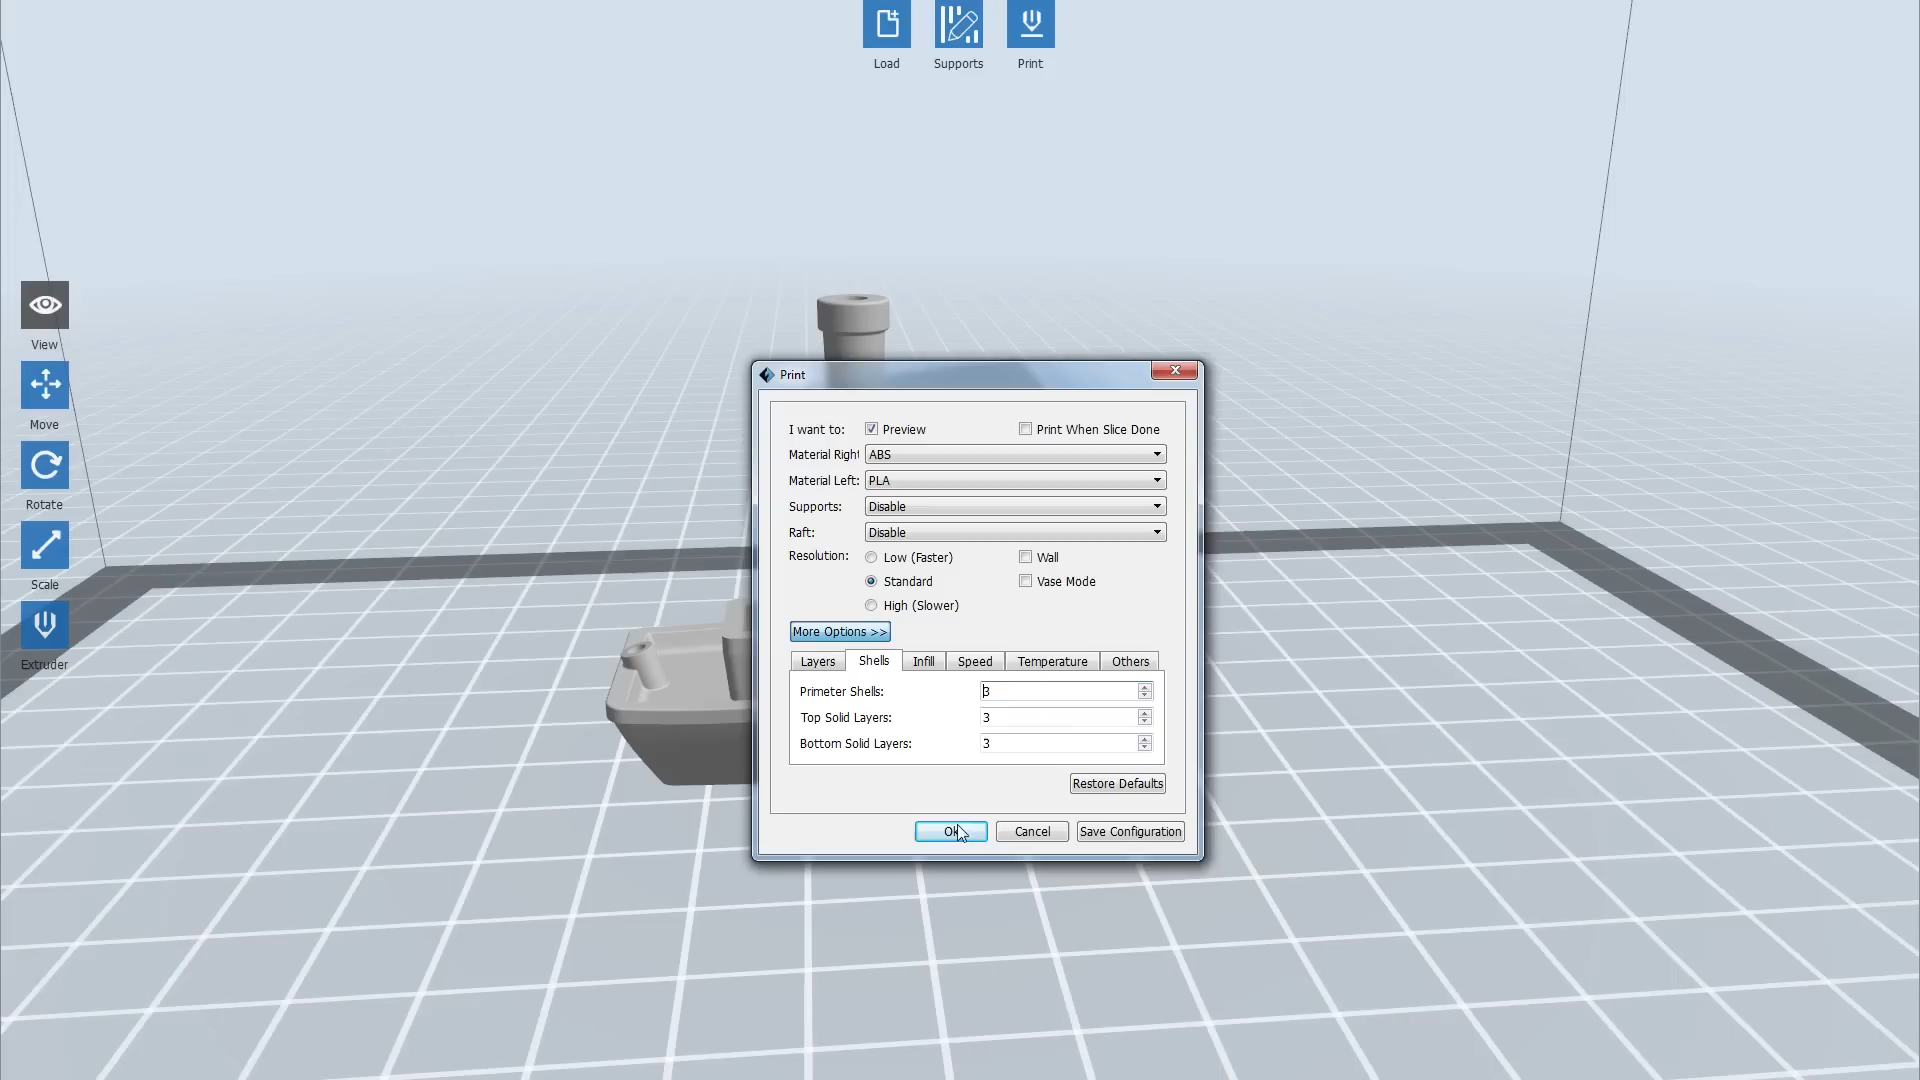 Load Supports Print
View
Move
Rotate
Scale
Extruder
Print
I want to: Preview Print When Slice Done
Material Right ABS
Material Left: PLA
Supports: Disable
Raft: Disable
Resolution: Low (Faster) Wall
Standard Vase Mode
High (Slower)
More Options >>
Layers Shells Infill Speed Temperature Others
Primeter Shells: 3
Top Solid Layers: 3
Bottom Solid Layers: 3
Restore Defaults
Ok Cancel Save Configuration